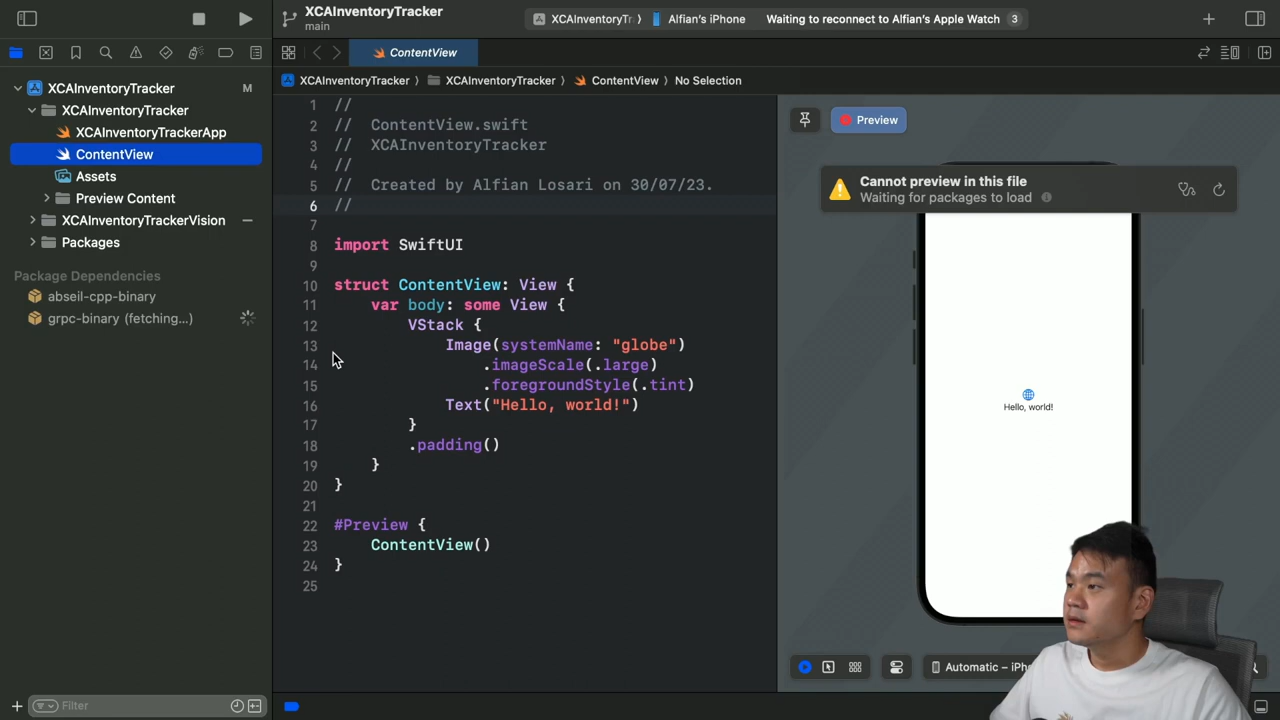 XCAInventoryTracker
main
XCAInventoryTr
Alfian's iPhone
Waiting to reconnect to Alfian's Apple Watch
3
ContentView
XCAInventoryTracker
XCAInventoryTracker
ContentView
No Selection
XCAInventoryTracker
M
XCAInventoryTracker
XCAInventoryTrackerApp
ContentView
Assets
Preview Content
XCAInventoryTrackerVision
Packages
Package Dependencies
abseil-cpp-binary
grpc-binary (fetching...)
Filter
1 //
2 //  ContentView.swift
3 //  XCAInventoryTracker
4 //
5 //  Created by Alfian Losari on 30/07/23.
6 //
7
8 import SwiftUI
9
10 struct ContentView: View {
11     var body: some View {
12         VStack {
13             Image(systemName: "globe")
14                 .imageScale(.large)
15                 .foregroundStyle(.tint)
16             Text("Hello, world!")
17         }
18         .padding()
19     }
20 }
21
22 #Preview {
23     ContentView()
24 }
25
Preview
Cannot preview in this file
Waiting for packages to load
Hello, world!
Automatic – iPh